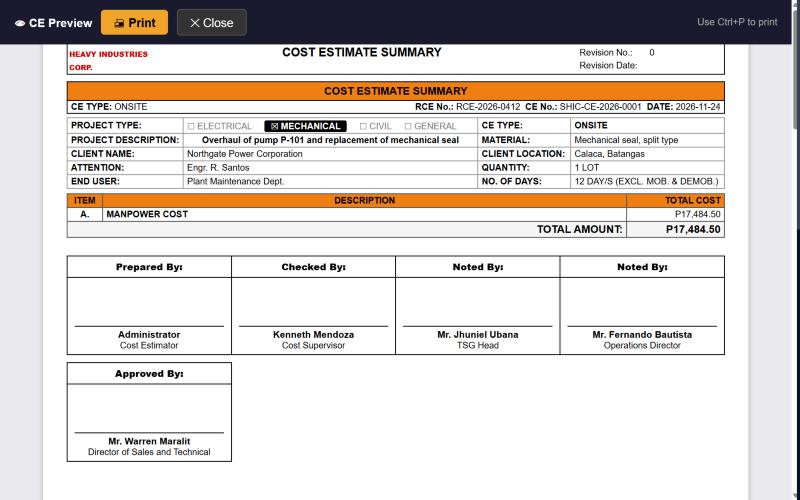 CE Preview Print Close Use Ctrl+P to print
HEAVY INDUSTRIES
CORP.
COST ESTIMATE SUMMARY
Revision No.: 0
Revision Date:
COST ESTIMATE SUMMARY
CE TYPE: ONSITE RCE No.: RCE-2026-0412 CE No.: SHIC-CE-2026-0001 DATE: 2026-11-24
PROJECT TYPE: ☐ ELECTRICAL ☒ MECHANICAL ☐ CIVIL ☐ GENERAL CE TYPE: ONSITE
PROJECT DESCRIPTION: Overhaul of pump P-101 and replacement of mechanical seal MATERIAL: Mechanical seal, split type
CLIENT NAME: Northgate Power Corporation CLIENT LOCATION: Calaca, Batangas
ATTENTION: Engr. R. Santos QUANTITY: 1 LOT
END USER: Plant Maintenance Dept. NO. OF DAYS: 12 DAY/S (EXCL. MOB. & DEMOB.)
ITEM DESCRIPTION TOTAL COST
A. MANPOWER COST P17,484.50
TOTAL AMOUNT: P17,484.50
Prepared By: Checked By: Noted By: Noted By:
Administrator Kenneth Mendoza Mr. Jhuniel Ubana Mr. Fernando Bautista
Cost Estimator Cost Supervisor TSG Head Operations Director
Approved By:
Mr. Warren Maralit
Director of Sales and Technical